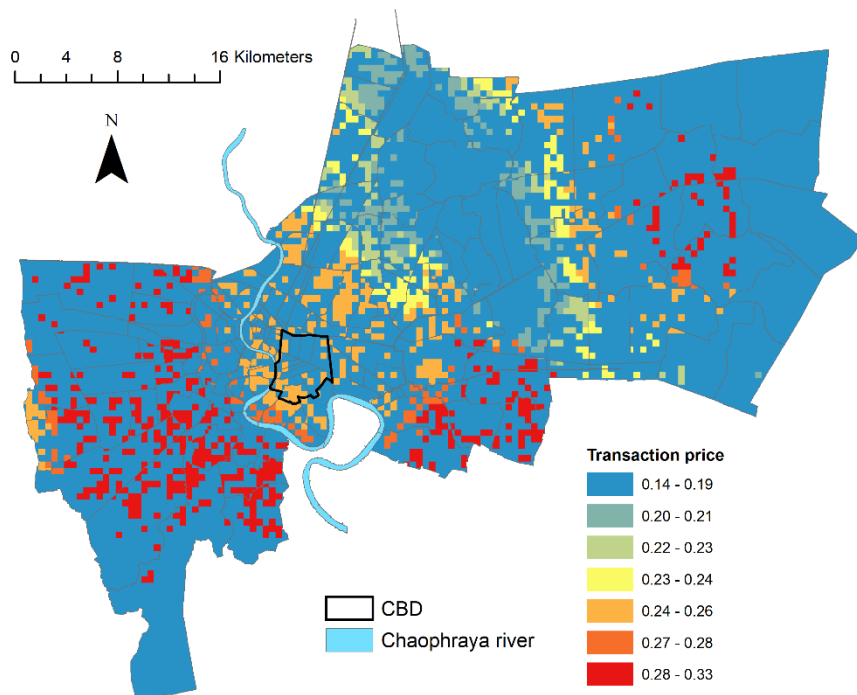 0 4 8 16 Kilometers
N
Transaction price
0.14 - 0.19
0.20 - 0.21
0.22 - 0.23
0.23 - 0.24
0.24 - 0.26
0.27 - 0.28
0.28 - 0.33
CBD
Chaophraya river